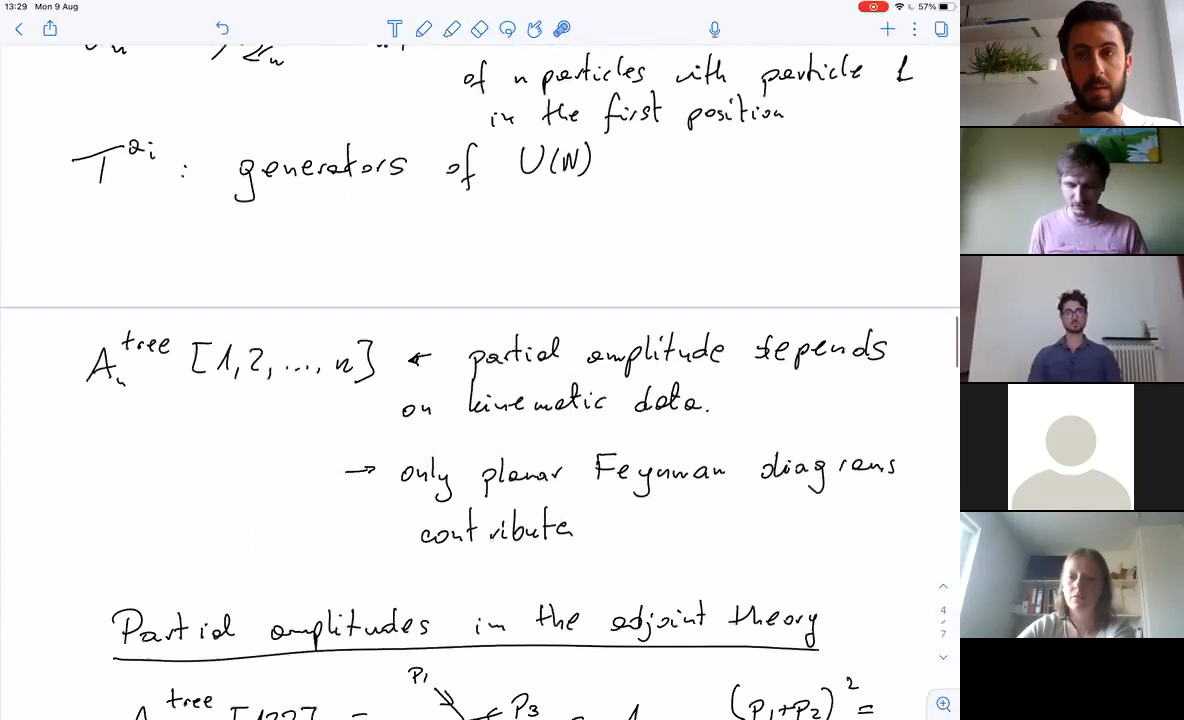 13:29 Mon 9 Aug
57%
of n particles with particle 1
in the first position
T^{a_i} : generators of U(N)
A_n^{tree} [1,2,...,n] ← partial amplitude depends
on kinematic data.
→ only planar Feynman diagrams
contribute
Partial amplitudes in the adjoint theory
4
7
p_1
tree
p_3
(p_1+p_2)^2 =